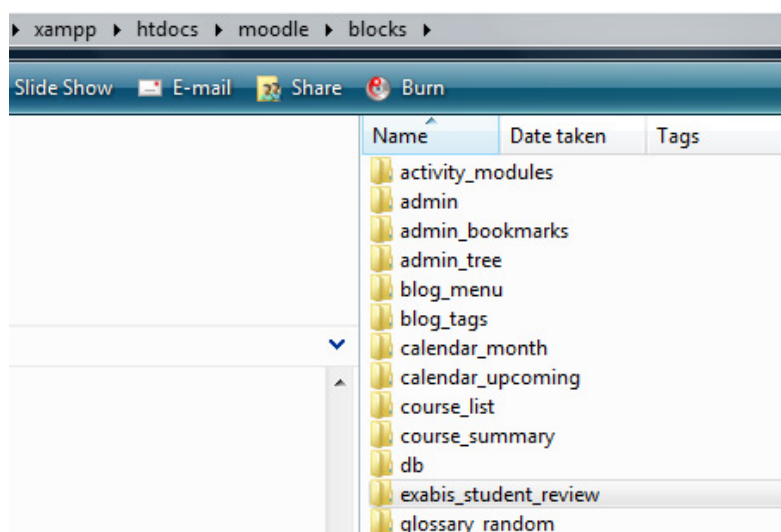 xampp htdocs moodle blocks
Slide Show E-mail Share Burn
Name Date taken Tags
activity_modules
admin
admin_bookmarks
admin_tree
blog_menu
blog_tags
calendar_month
calendar_upcoming
course_list
course_summary
db
exabis_student_review
glossary_random